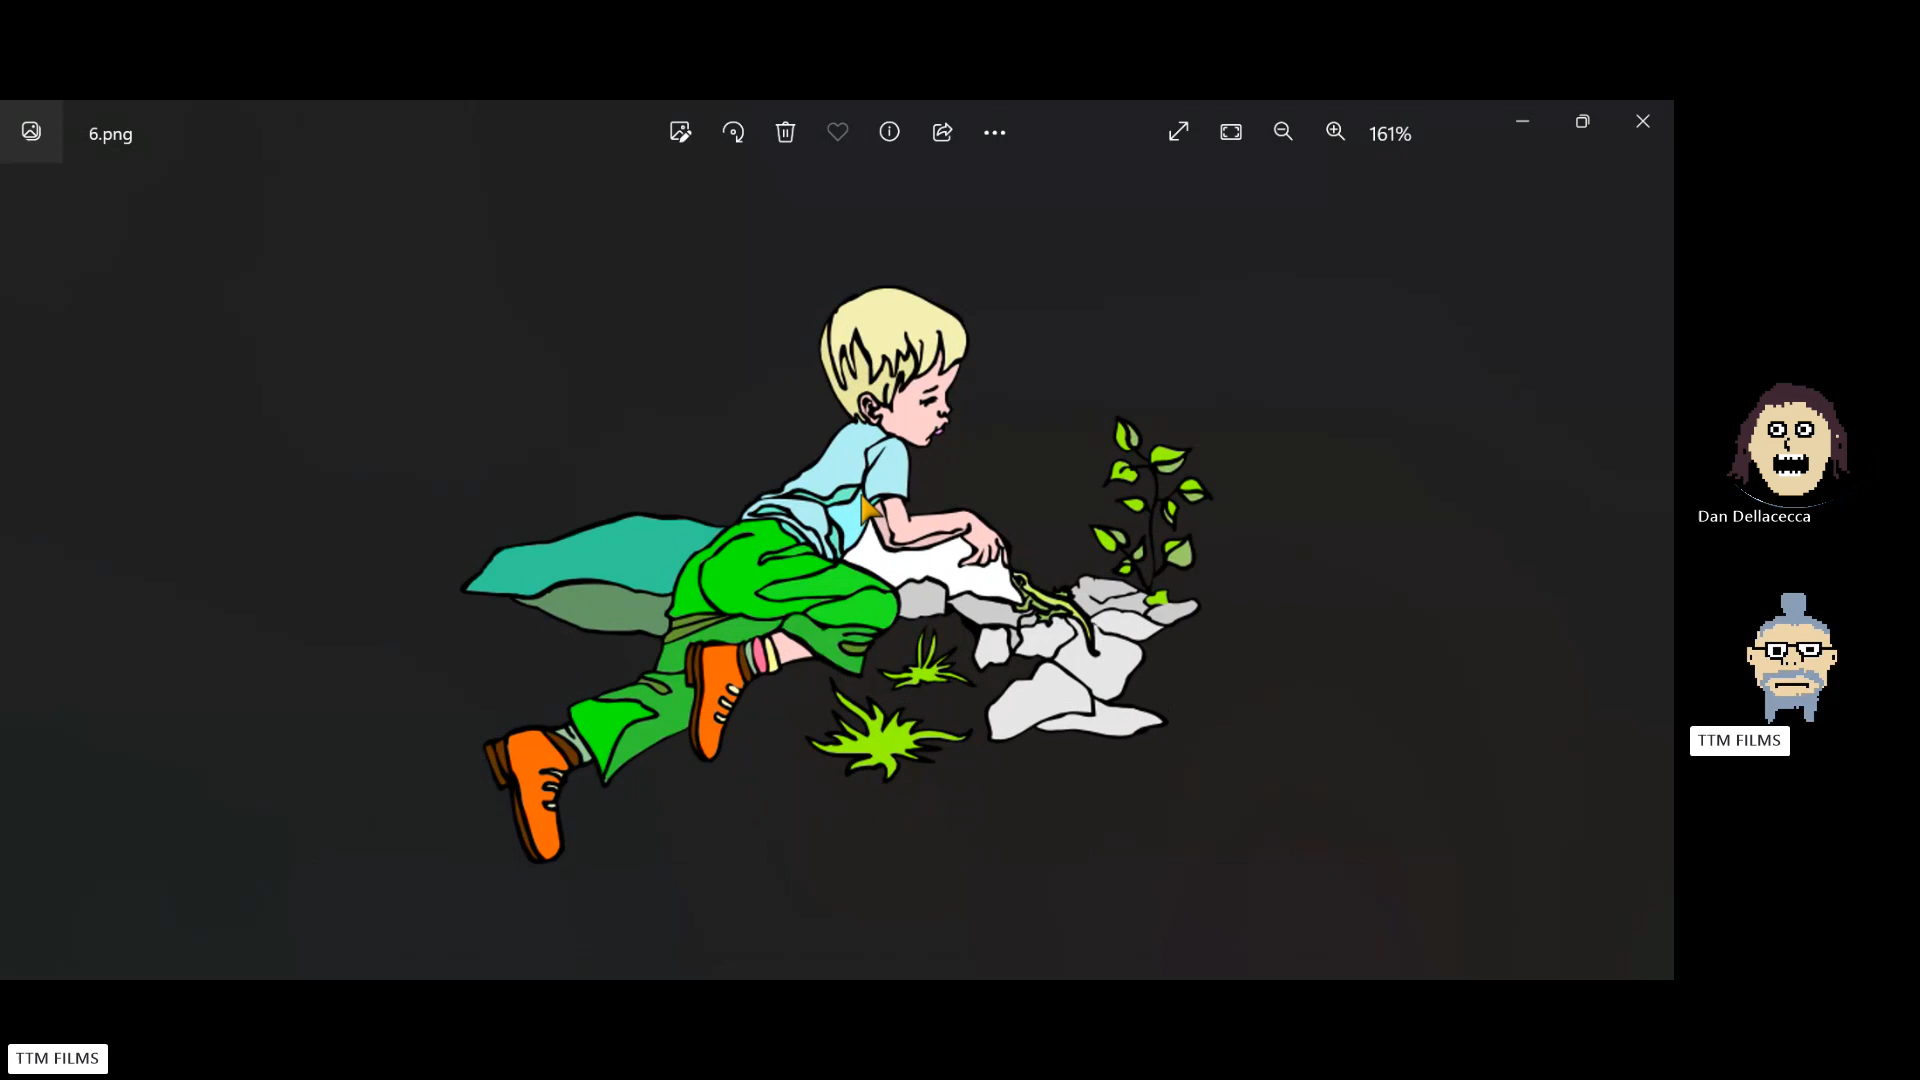 6.png
161%
Dan Dellacecca
TTM FILMS
TTM FILMS